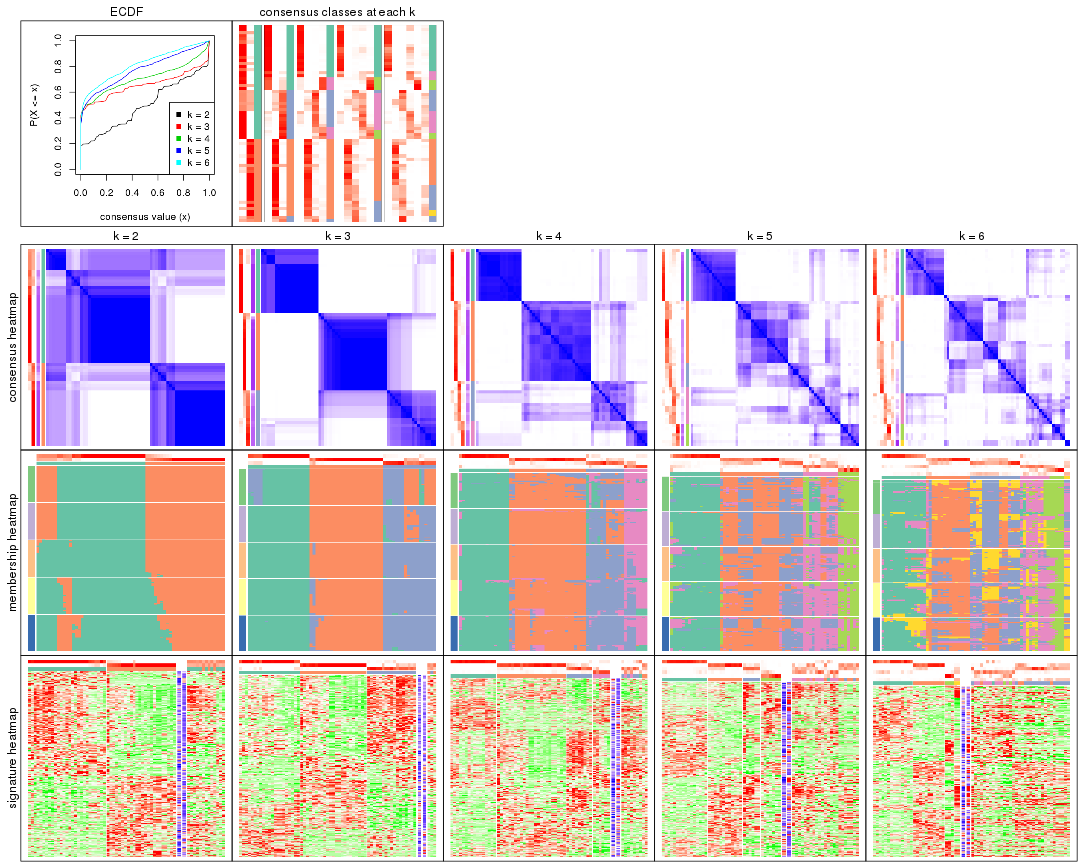 ECDF
consensus classes at each k
P(X <= x)
0.0 0.2 0.4 0.6 0.8 1.0
k = 2
k = 3
k = 4
k = 5
k = 6
0.0 0.2 0.4 0.6 0.8 1.0
consensus value (x)
k = 2 k = 3 k = 4 k = 5 k = 6
consensus heatmap
membership heatmap
signature heatmap